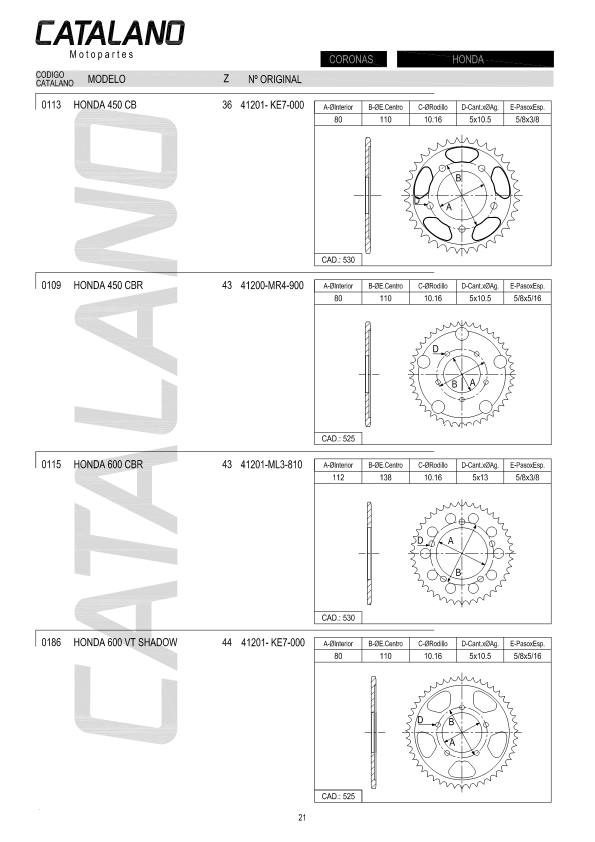 CATALANO
Motopartes
CORONAS HONDA
CODIGO CATALANO MODELO Z Nº ORIGINAL
0113 HONDA 450 CB 36 41201- KE7-000
A-ØInterior B-ØE.Centro C-ØRodillo D-Cant.xØAg. E-PasoxEsp.
80 110 10.16 5x10.5 5/8x3/8
B
A
D
CAD.: 530
0109 HONDA 450 CBR 43 41200-MR4-900
A-ØInterior B-ØE.Centro C-ØRodillo D-Cant.xØAg. E-PasoxEsp.
80 110 10.16 5x10.5 5/8x5/16
D
B A
CAD.: 525
0115 HONDA 600 CBR 43 41201-ML3-810
A-ØInterior B-ØE.Centro C-ØRodillo D-Cant.xØAg. E-PasoxEsp.
112 138 10.16 5x13 5/8x3/8
D A
B
CAD.: 530
0186 HONDA 600 VT SHADOW 44 41201- KE7-000
A-ØInterior B-ØE.Centro C-ØRodillo D-Cant.xØAg. E-PasoxEsp.
80 110 10.16 5x10.5 5/8x5/16
D B
A
CAD.: 525
CATALANO
21